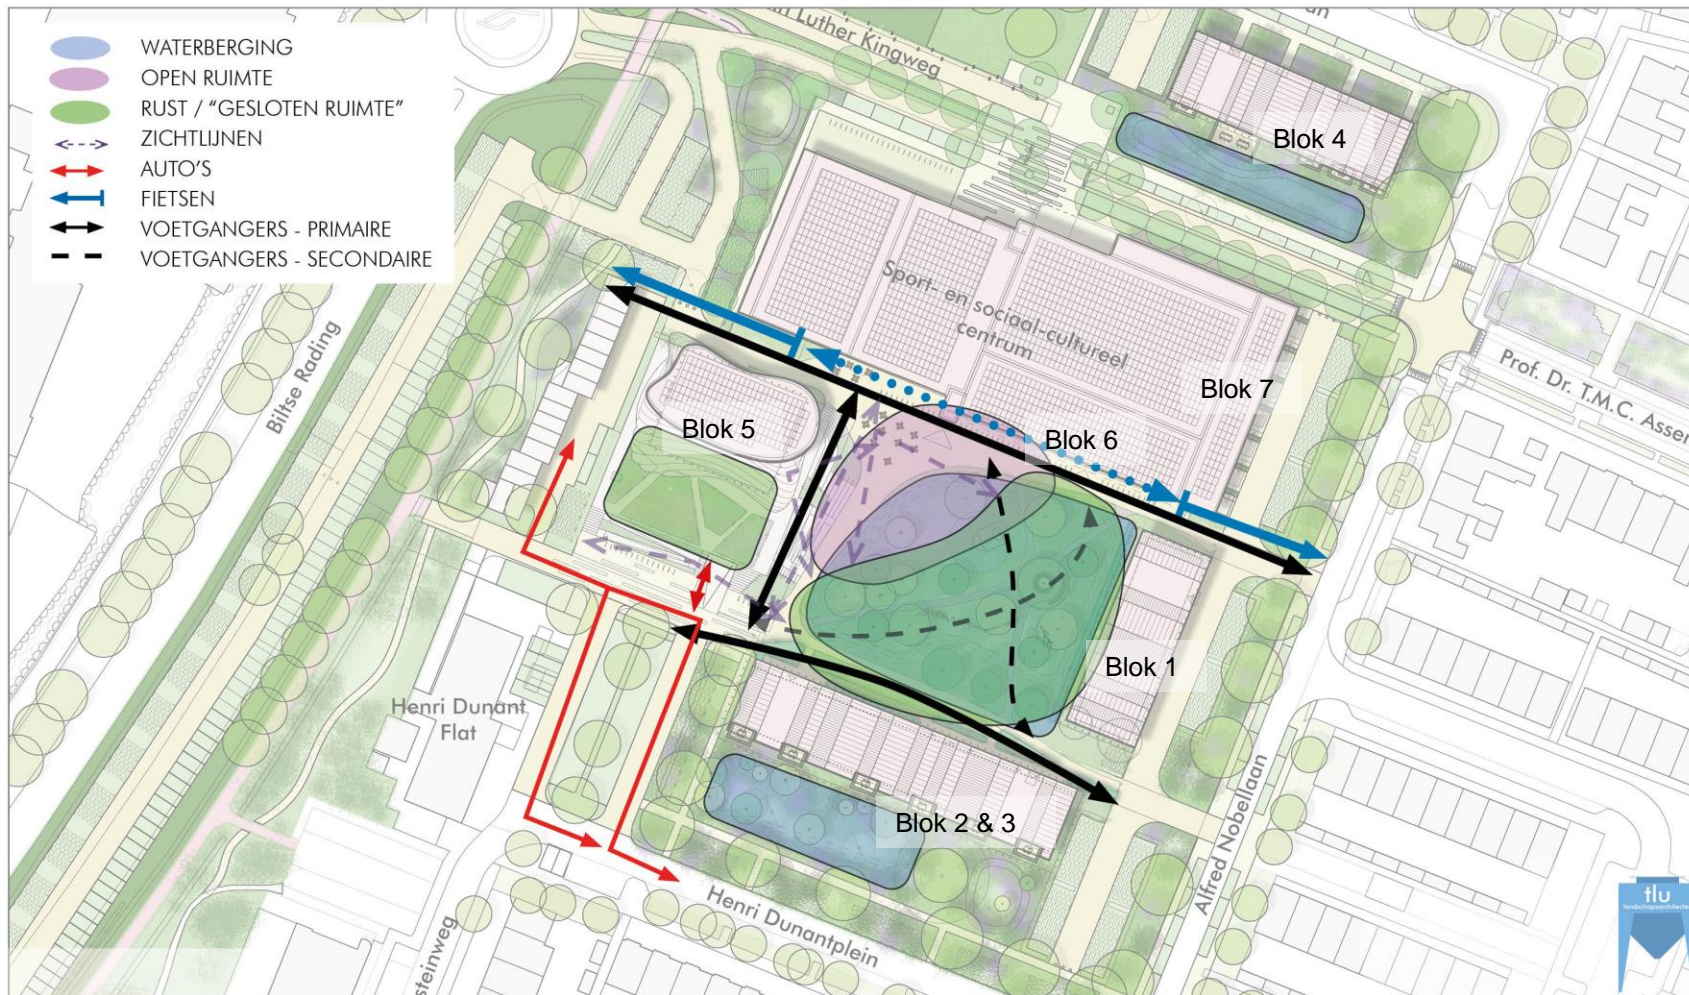 WATERBERGING
OPEN RUIMTE
RUST / “GESLOTEN RUIMTE”
ZICHTLIJNEN
AUTO'S
FIETSEN
VOETGANGERS - PRIMAIRE
VOETGANGERS - SECONDAIRE
Luther Kingweg
Blok 4
Sport- en sociaal-cultureel
centrum
Biltse Rading
Prof. Dr. T.M.C. Asser
Blok 7
Blok 5
Blok 6
Blok 1
Henri Dunant
Flat
Blok 2 & 3
Alfred Nobellaan
Henri Dunantplein
steinweg
tlu
landschapsarchitecten